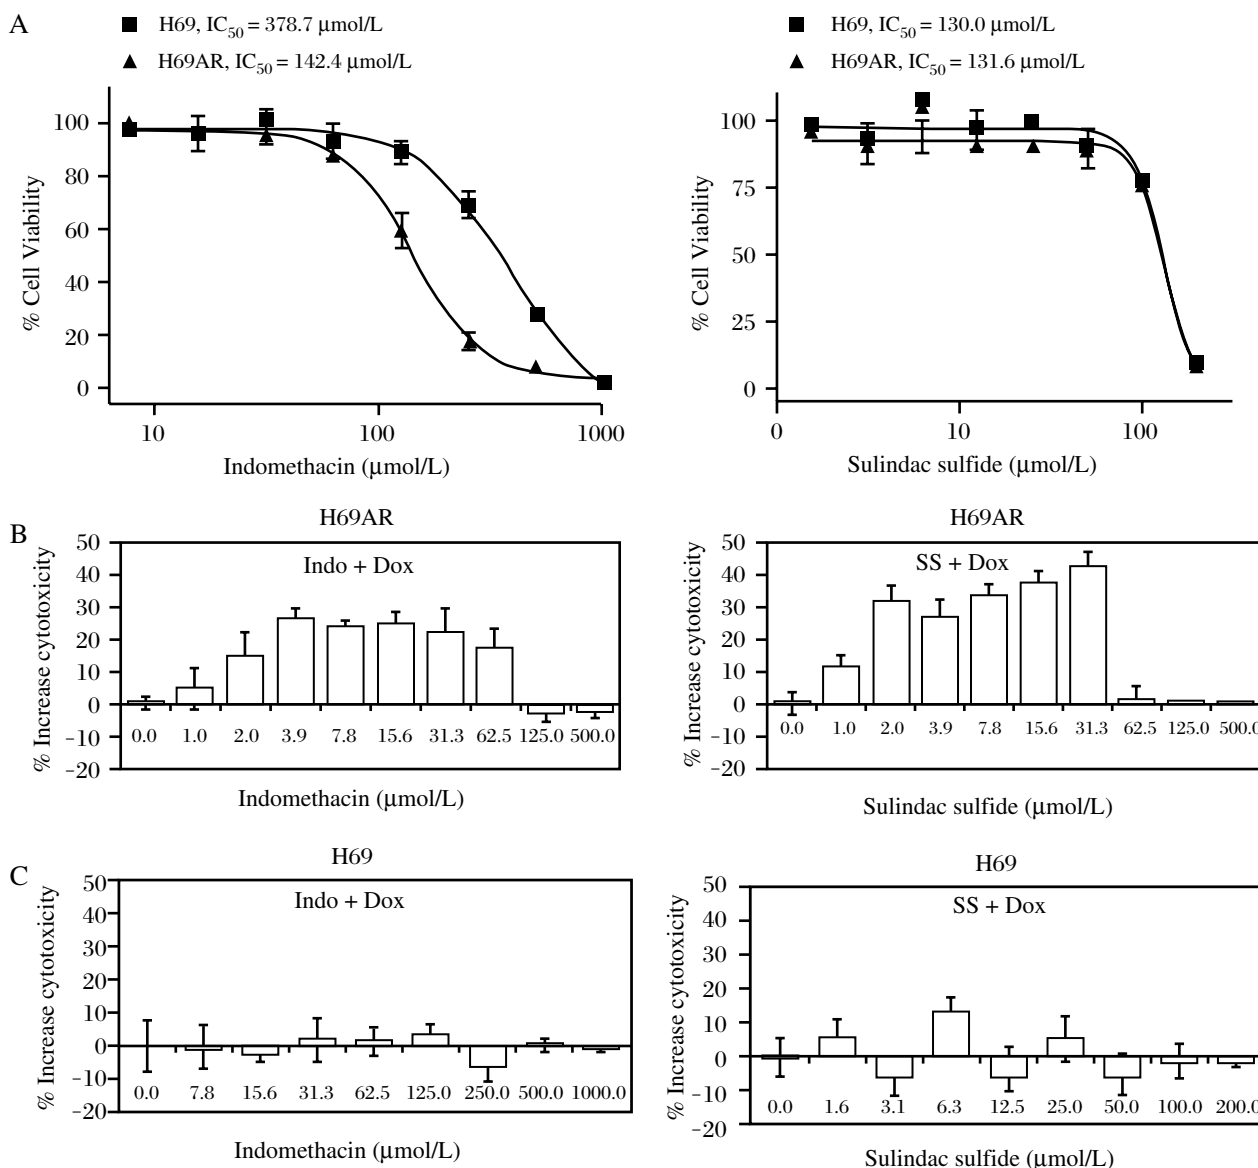 A
H69, IC50 = 378.7 μmol/L
H69AR, IC50 = 142.4 μmol/L
% Cell Viability
100
80
60
40
20
0
10
100
1000
Indomethacin (μmol/L)
H69, IC50 = 130.0 μmol/L
H69AR, IC50 = 131.6 μmol/L
% Cell Viability
100
75
50
25
0
0
10
100
Sulindac sulfide (μmol/L)
B
H69AR
Indo + Dox
% Increase cytotoxicity
50
40
30
20
10
0
-10
-20
0.0 1.0 2.0 3.9 7.8 15.6 31.3 62.5 125.0 500.0
Indomethacin (μmol/L)
H69AR
SS + Dox
% Increase cytotoxicity
50
40
30
20
10
0
-10
-20
0.0 1.0 2.0 3.9 7.8 15.6 31.3 62.5 125.0 500.0
Sulindac sulfide (μmol/L)
C
H69
Indo + Dox
% Increase cytotoxicity
50
40
30
20
10
0
-10
-20
0.0 7.8 15.6 31.3 62.5 125.0 250.0 500.0 1000.0
Indomethacin (μmol/L)
H69
SS + Dox
% Increase cytotoxicity
50
40
30
20
10
0
-10
-20
0.0 1.6 3.1 6.3 12.5 25.0 50.0 100.0 200.0
Sulindac sulfide (μmol/L)